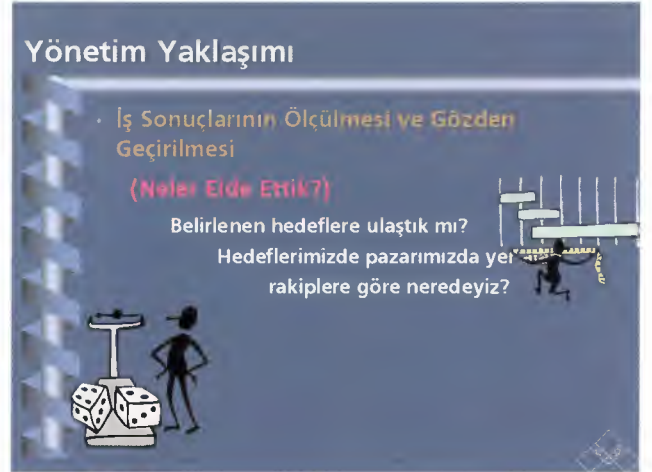 Yönetim Yaklaşımı
· İş Sonuçlarının Ölçülmesi ve Gözden
Geçirilmesi
(Neler Elde Ettik?)
Belirlenen hedeflere ulaştık mı?
Hedeflerimizde pazarımızda yer
rakiplere göre neredeyiz?